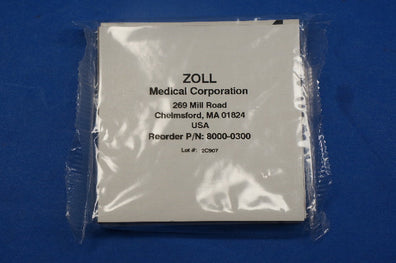 ZOLL
Medical Corporation
269 Mill Road
Chelmsford, MA 01824
USA
Reorder P/N: 8000-0300
Lot #: 2C907